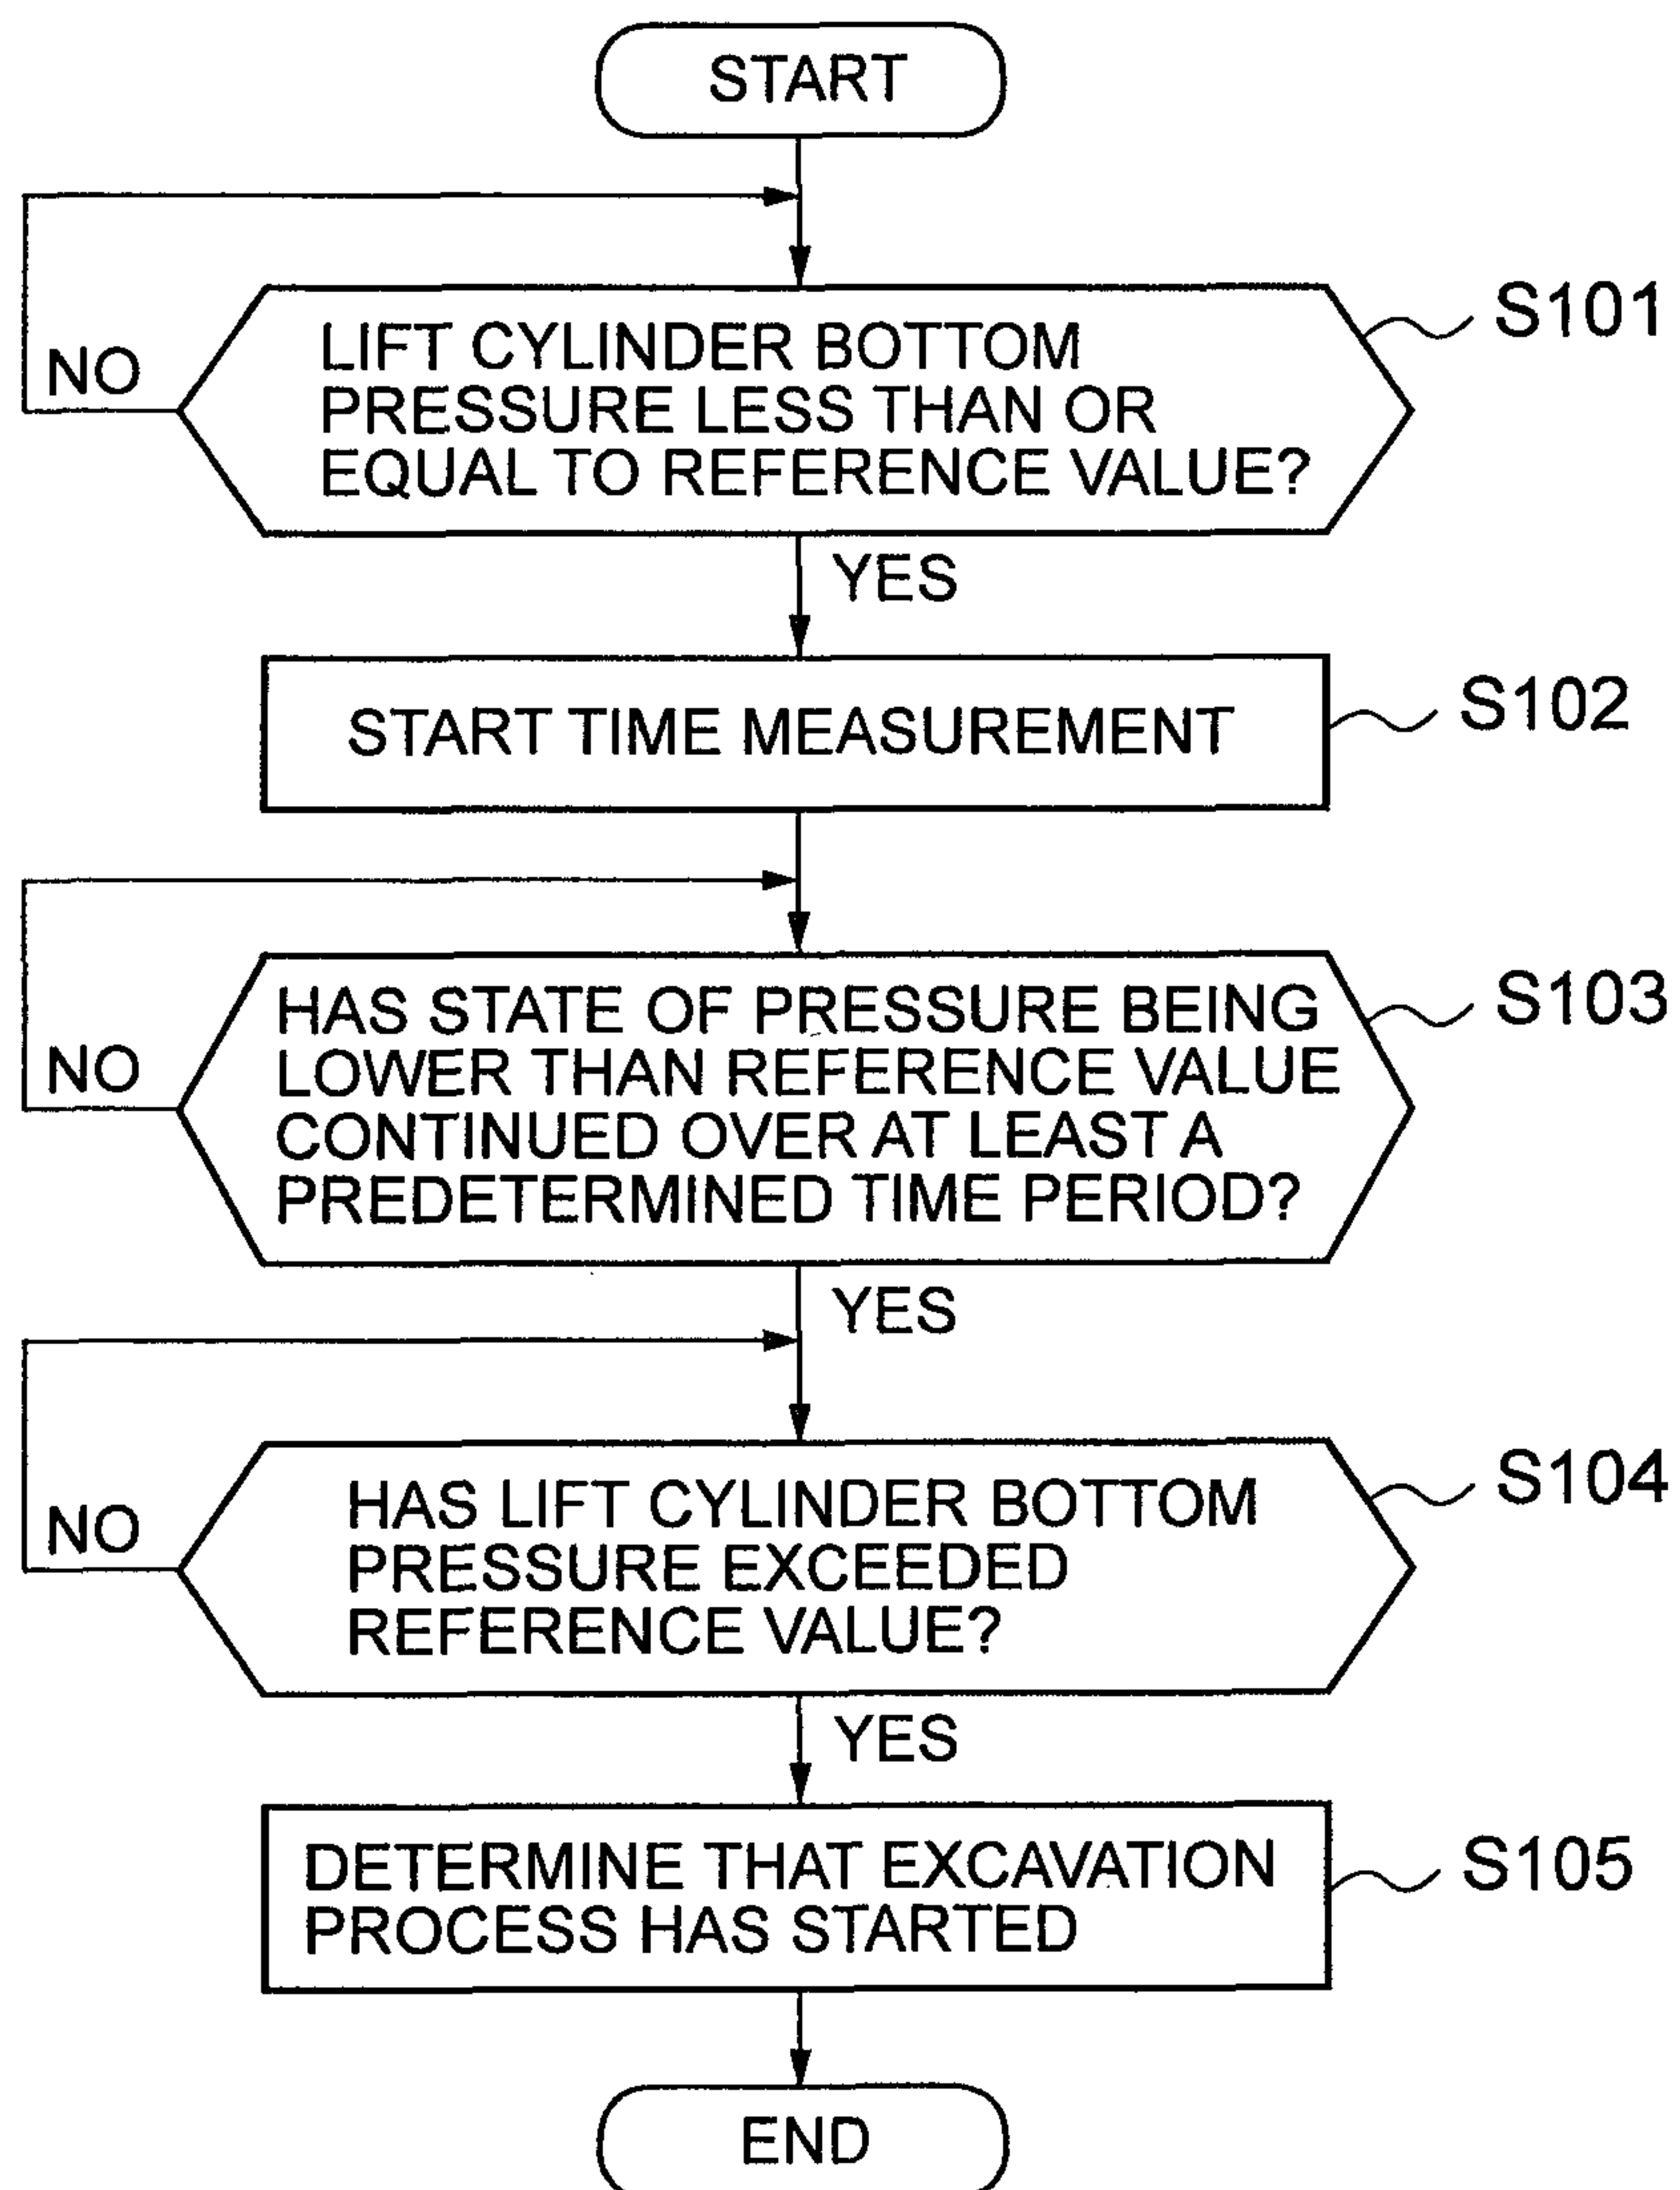 START
NO
LIFT CYLINDER BOTTOM
PRESSURE LESS THAN OR
EQUAL TO REFERENCE VALUE?
S101
YES
START TIME MEASUREMENT
S102
NO
HAS STATE OF PRESSURE BEING
LOWER THAN REFERENCE VALUE
CONTINUED OVER AT LEAST A
PREDETERMINED TIME PERIOD?
S103
YES
NO
HAS LIFT CYLINDER BOTTOM
PRESSURE EXCEEDED
REFERENCE VALUE?
S104
YES
DETERMINE THAT EXCAVATION
PROCESS HAS STARTED
S105
END